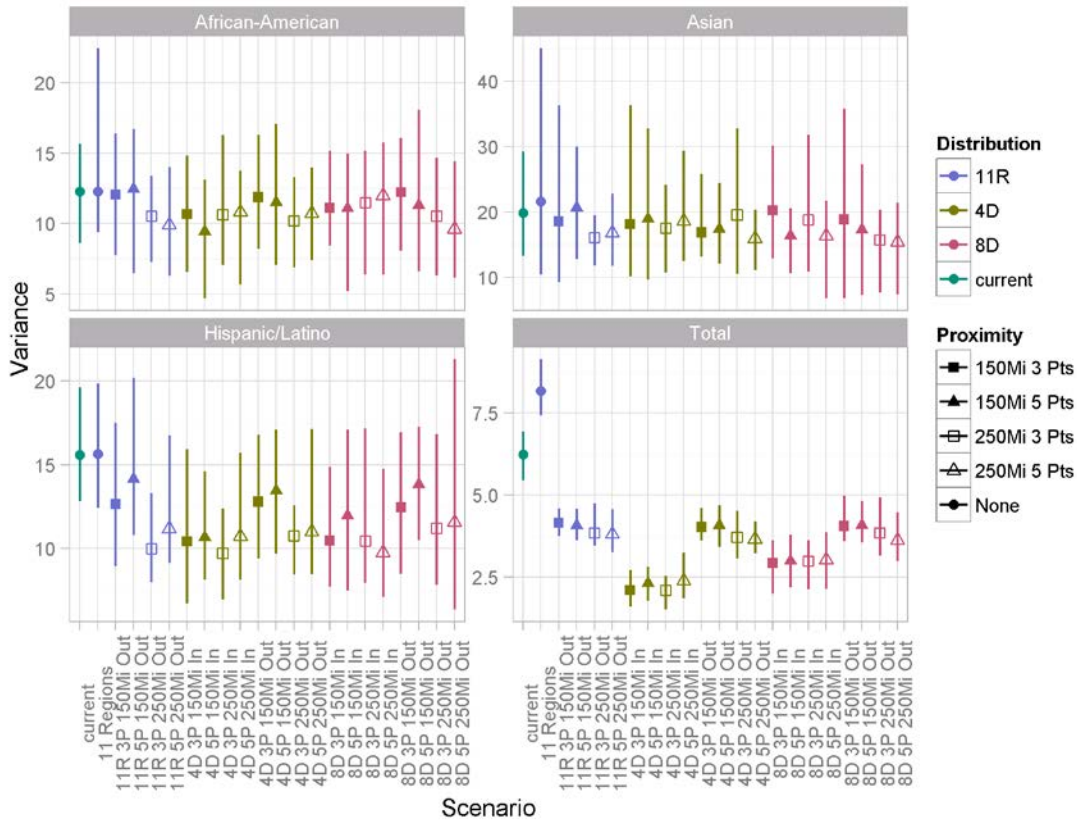 African-American
Asian
20
15
10
5
40
30
20
10
Variance
Hispanic/Latino
Total
20
15
10
7.5
5.0
2.5
current
11 Regions
11R 3P 150Mi Out
11R 5P 150Mi Out
11R 3P 250Mi Out
11R 5P 250Mi Out
4D 3P 150Mi In
4D 5P 150Mi In
4D 3P 250Mi In
4D 5P 250Mi In
4D 3P 150Mi Out
4D 5P 150Mi Out
4D 3P 250Mi Out
4D 5P 250Mi Out
8D 3P 150Mi In
8D 5P 150Mi In
8D 3P 250Mi In
8D 5P 250Mi In
8D 3P 150Mi Out
8D 5P 150Mi Out
8D 3P 250Mi Out
8D 5P 250Mi Out
current
11 Regions
11R 3P 150Mi Out
11R 5P 150Mi Out
11R 3P 250Mi Out
11R 5P 250Mi Out
4D 3P 150Mi In
4D 5P 150Mi In
4D 3P 250Mi In
4D 5P 250Mi In
4D 3P 150Mi Out
4D 5P 150Mi Out
4D 3P 250Mi Out
4D 5P 250Mi Out
8D 3P 150Mi In
8D 5P 150Mi In
8D 3P 250Mi In
8D 5P 250Mi In
8D 3P 150Mi Out
8D 5P 150Mi Out
8D 3P 250Mi Out
8D 5P 250Mi Out
Scenario
Distribution
11R
4D
8D
current
Proximity
150Mi 3 Pts
150Mi 5 Pts
250Mi 3 Pts
250Mi 5 Pts
None